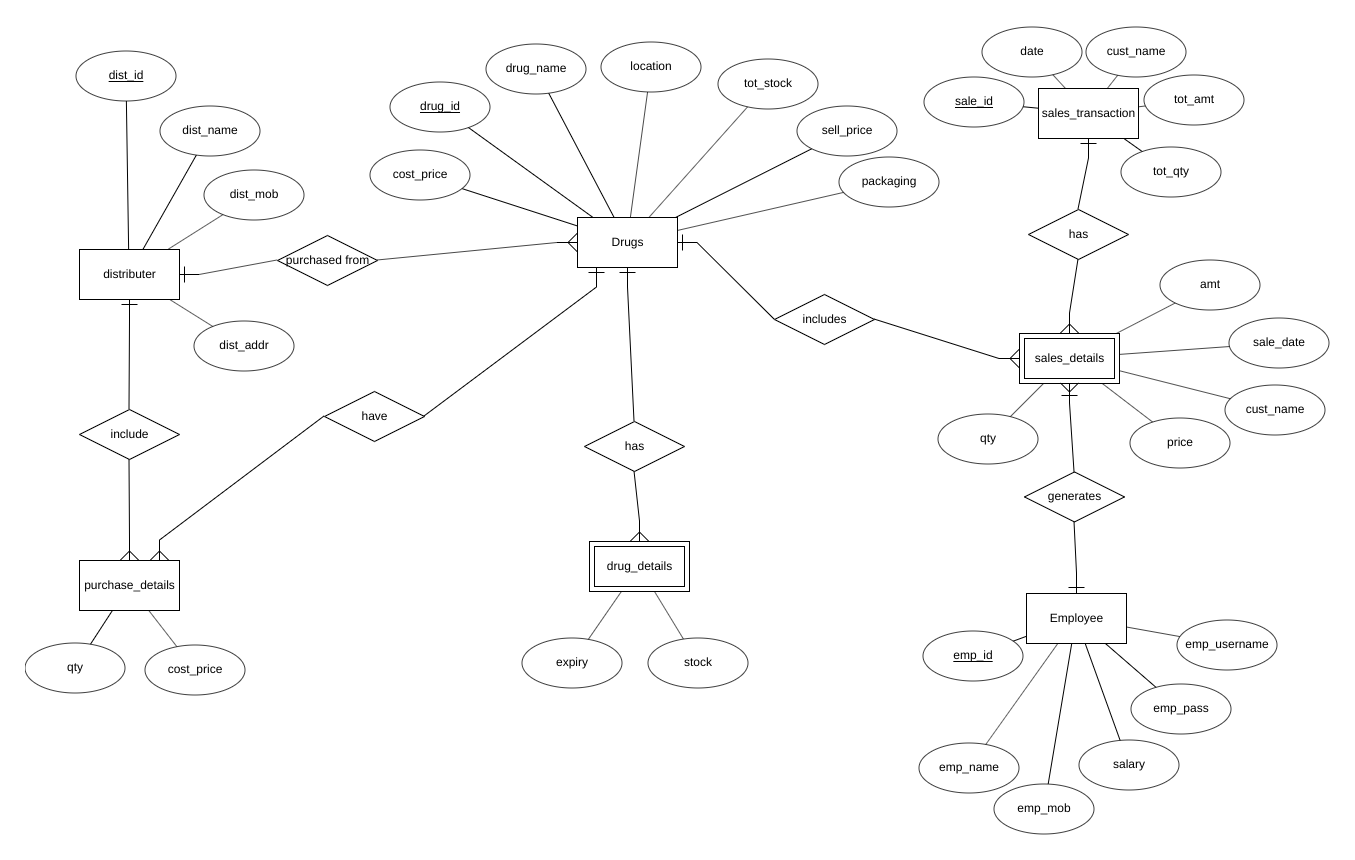 date
cust_name
dist_id
drug_name
location
tot_stock
sale_id
sales_transaction
tot_amt
drug_id
dist_name
sell_price
tot_qty
cost_price
packaging
dist_mob
has
purchased from
Drugs
distributer
amt
includes
dist_addr
sales_details
sale_date
cust_name
have
include
has
qty
price
generates
purchase_details
drug_details
Employee
qty
cost_price
expiry
stock
emp_id
emp_username
emp_pass
emp_name
salary
emp_mob